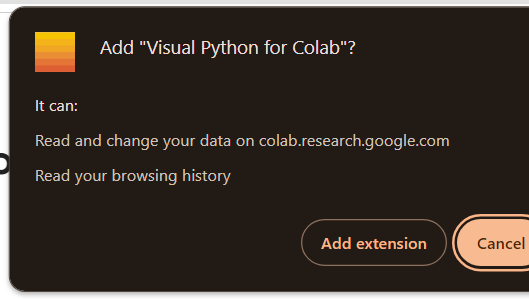 Add "Visual Python for Colab"?
It can:
Read and change your data on colab.research.google.com
Read your browsing history
Add extension
Cancel